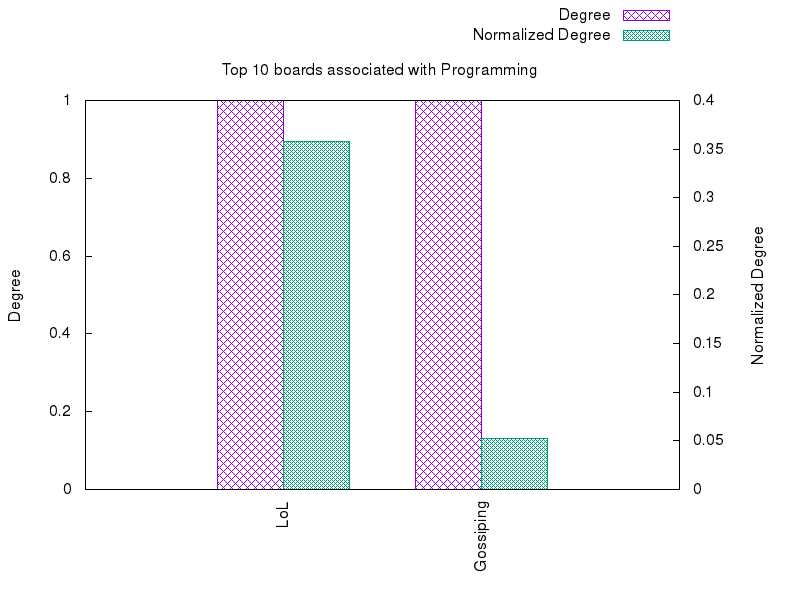 Degree
Normalized Degree
Top 10 boards associated with Programming
1
0.8
0.6
0.4
0.2
0
0.4
0.35
0.3
0.25
0.2
0.15
0.1
0.05
0
Degree
Normalized Degree
LoL
Gossiping